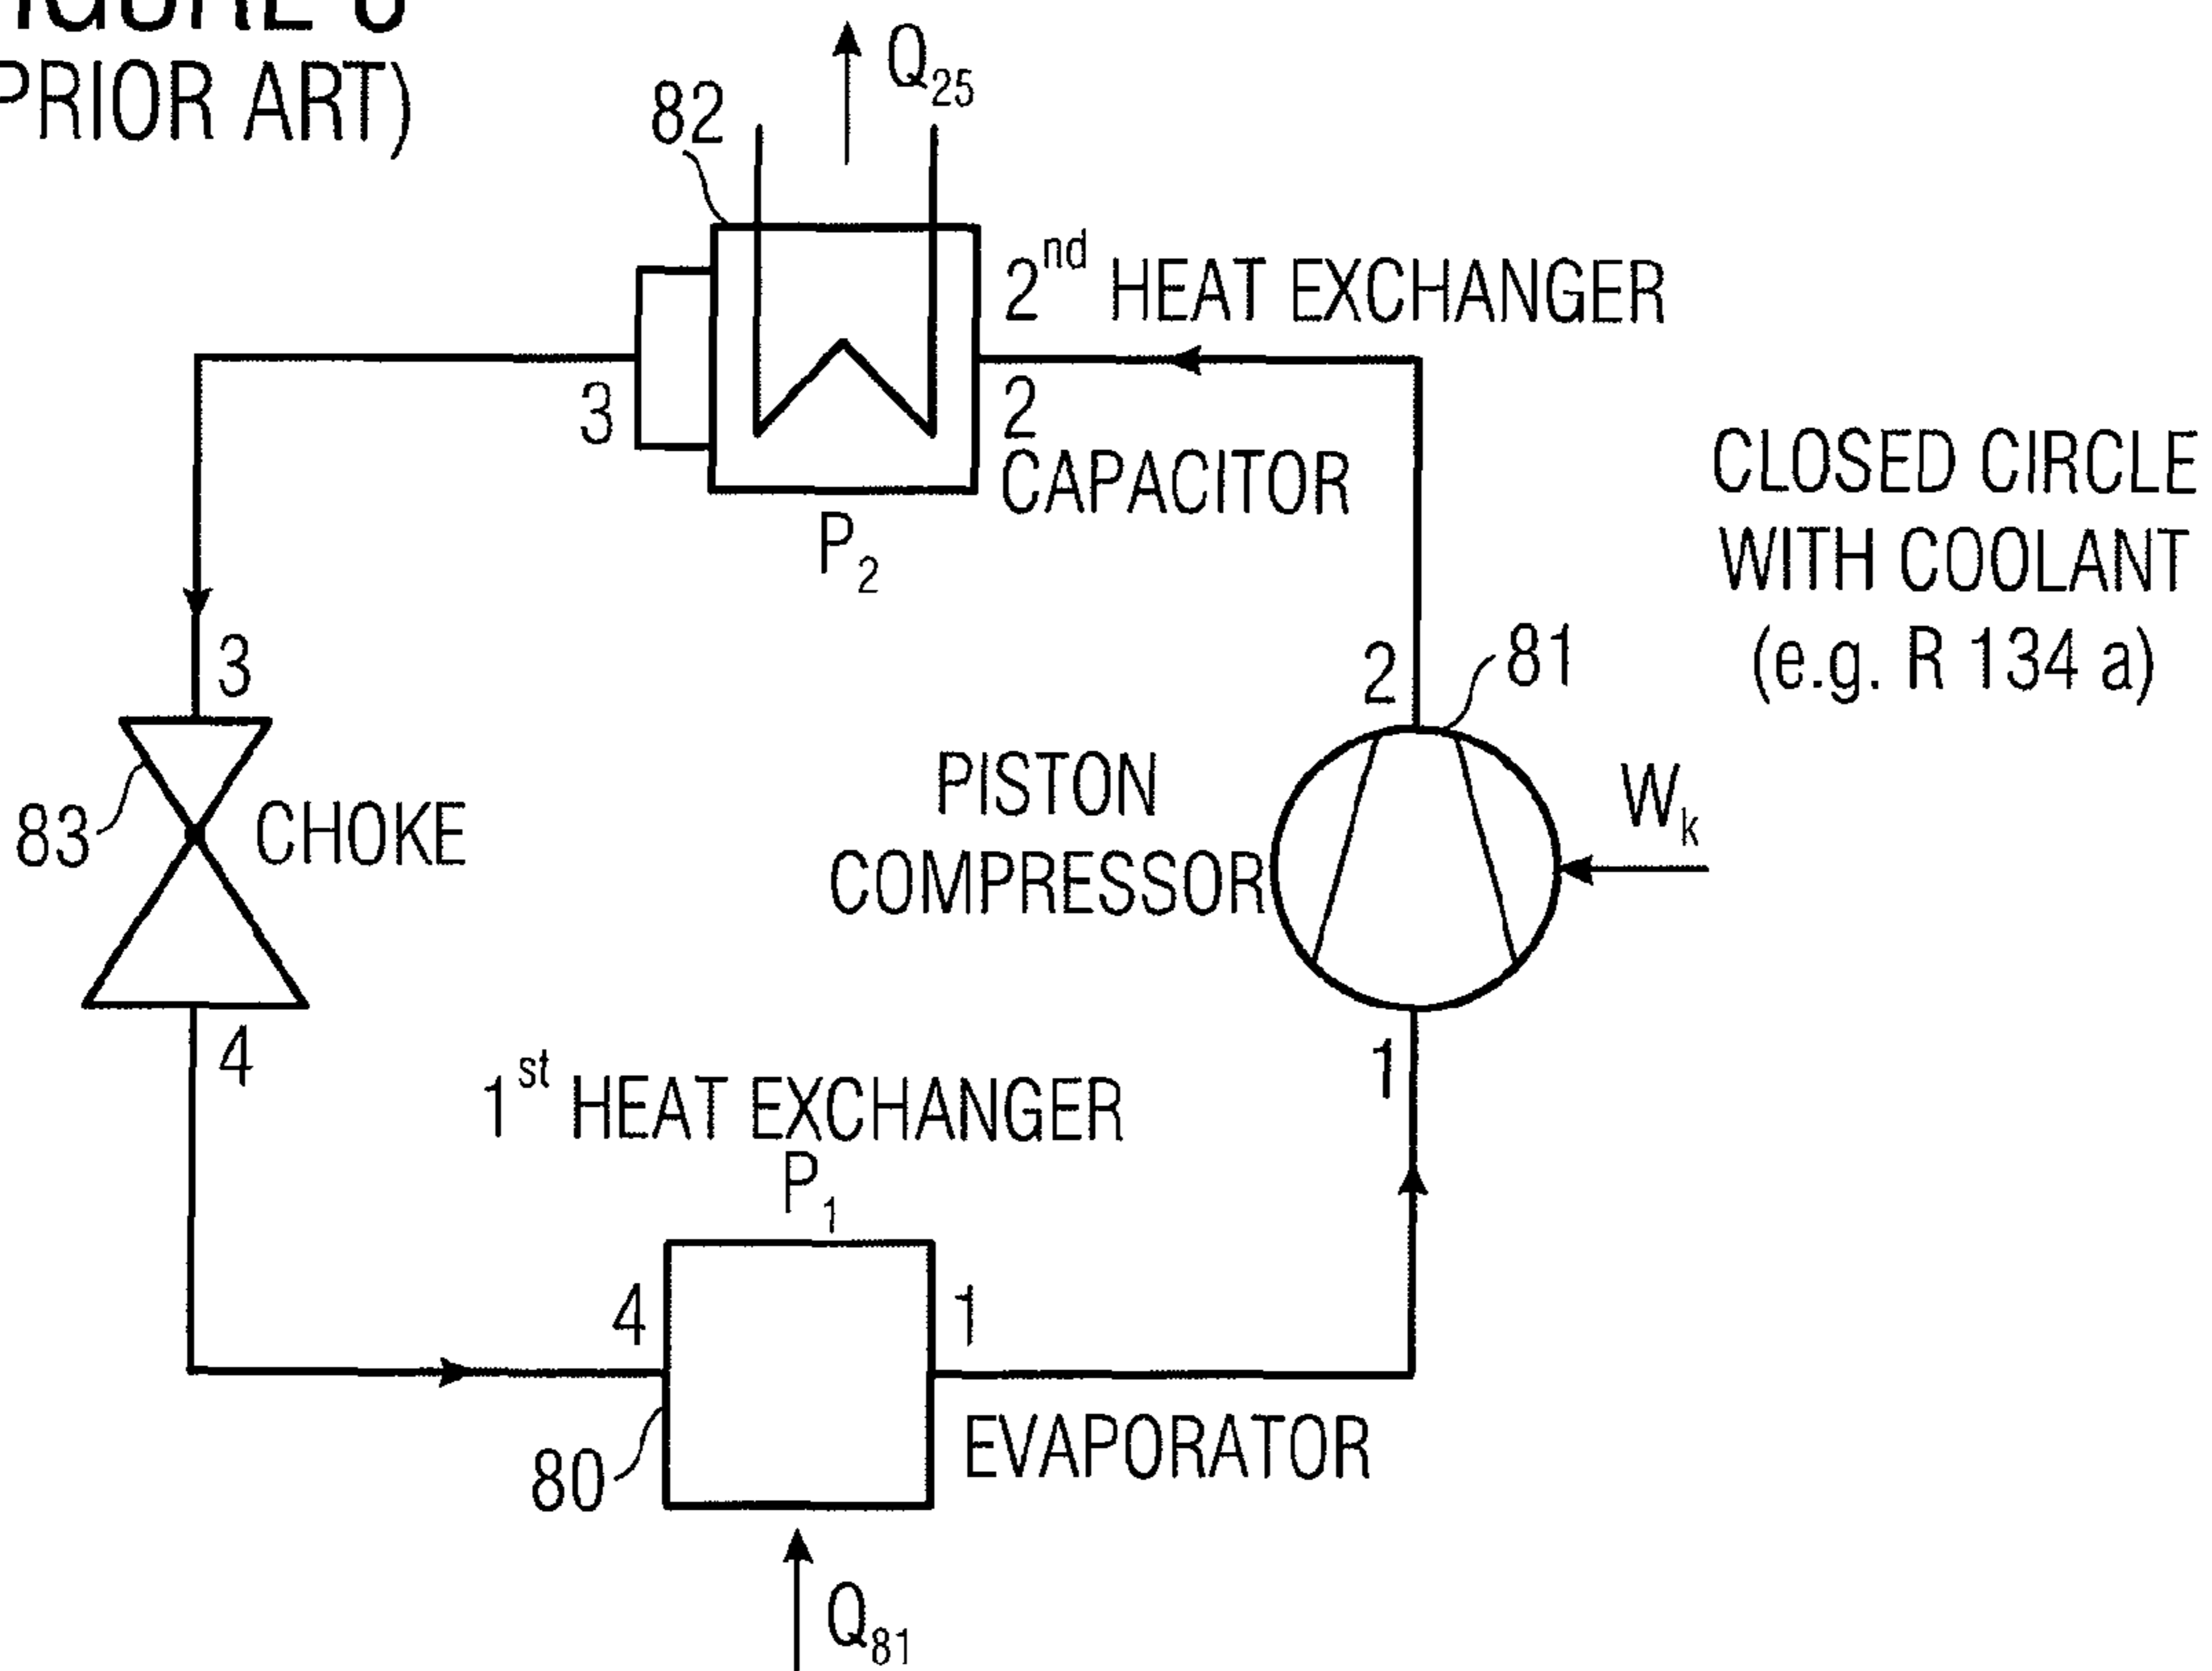 PRIOR ART)
Q25
82
2nd HEAT EXCHANGER
3
2
CAPACITOR
P2
CLOSED CIRCLE
WITH COOLANT
(e.g. R 134 a)
3
2
81
83
CHOKE
PISTON
COMPRESSOR
Wk
4
1
1st HEAT EXCHANGER
P1
4
1
80
EVAPORATOR
Q81